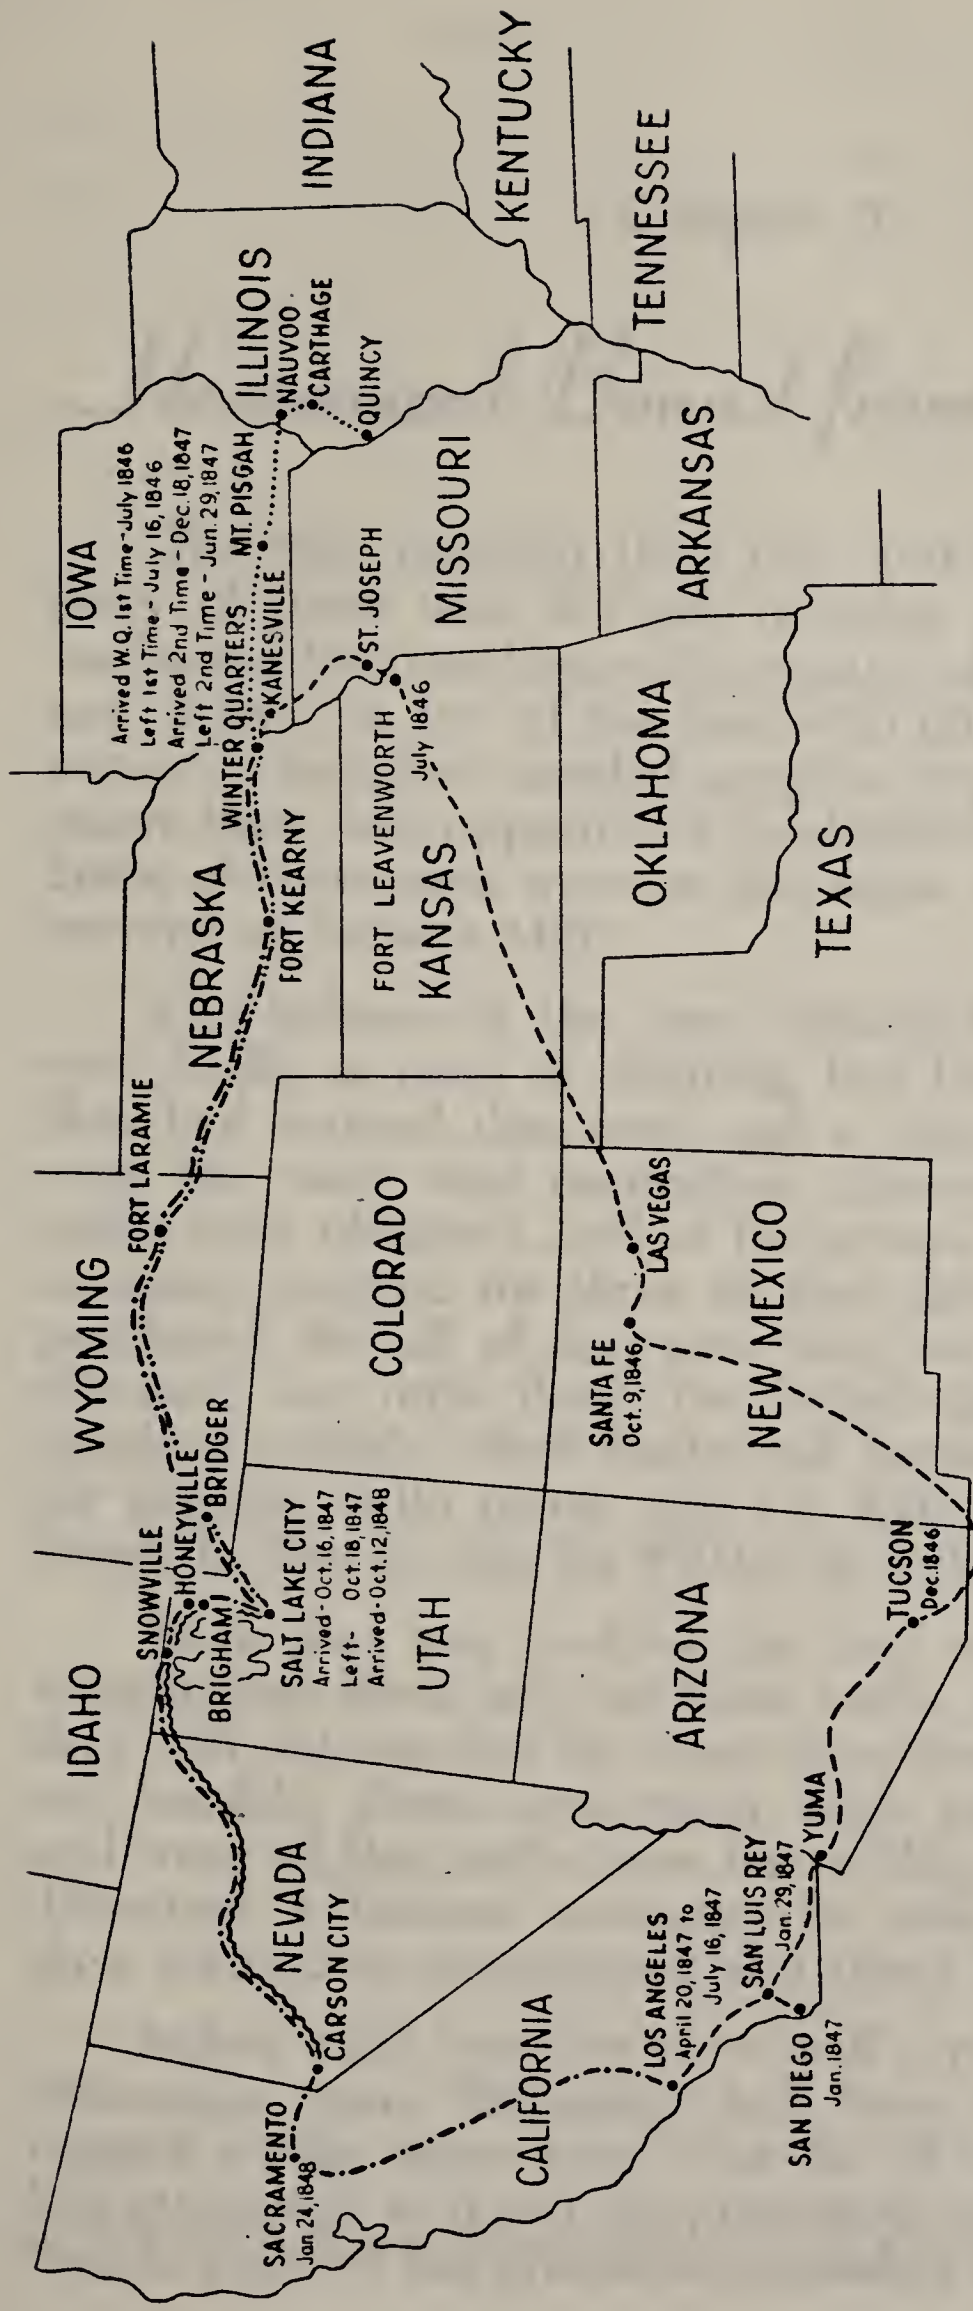 IDAHO
WYOMING
SNOWVILLE
HONEYVILLE
BRIGHAM
BRIDGER
SALT LAKE CITY
Arrived-Oct. 16, 1847
Left- Oct. 18, 1847
Arrived-Oct. 12, 1848
UTAH
NEVADA
CARSON CITY
SACRAMENTO
Jan 24, 1848
CALIFORNIA
LOS ANGELES
April 20, 1847 to
July 16, 1847
SAN LUIS REY
Jan. 29, 1847
SAN DIEGO
Jan. 1847
YUMA
ARIZONA
TUCSON
Dec. 1846
FORT LARAMIE
NEBRASKA
FORT KEARNY
COLORADO
SANTA FE
Oct. 9, 1846
LAS VEGAS
NEW MEXICO
IOWA
Arrived W.Q. 1st Time-July 1846
Left 1st Time- July 16, 1846
Arrived 2nd Time - Dec. 18, 1847
Left 2nd Time - Jun. 29, 1847
WINTER QUARTERS
MT. PISGAH
KANESVILLE
FORT LEAVENWORTH
July 1846
KANSAS
ST. JOSEPH
MISSOURI
OKLAHOMA
TEXAS
ARKANSAS
ILLINOIS
NAUVOO
CARTHAGE
QUINCY
INDIANA
KENTUCKY
TENNESSEE